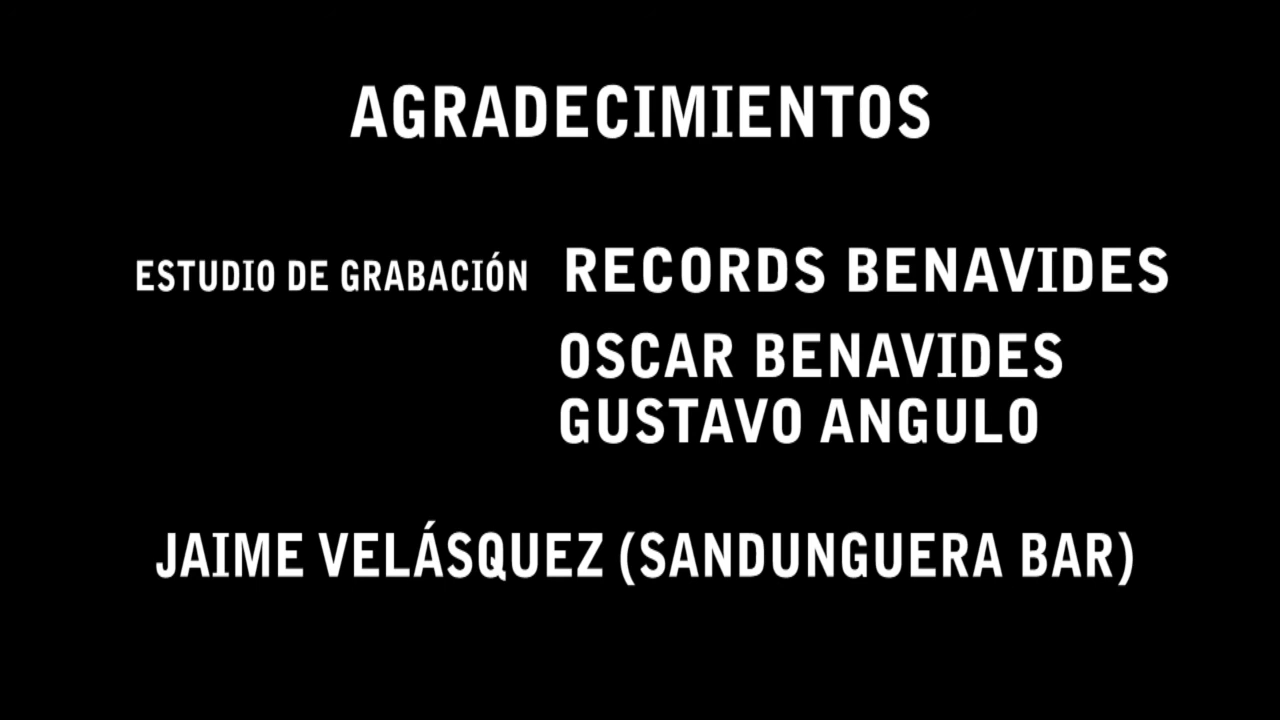 AGRADECIMIENTOS
ESTUDIO DE GRABACIÓN RECORDS BENAVIDES
OSCAR BENAVIDES
GUSTAVO ANGULO
JAIME VELÁSQUEZ (SANDUNGUERA BAR)